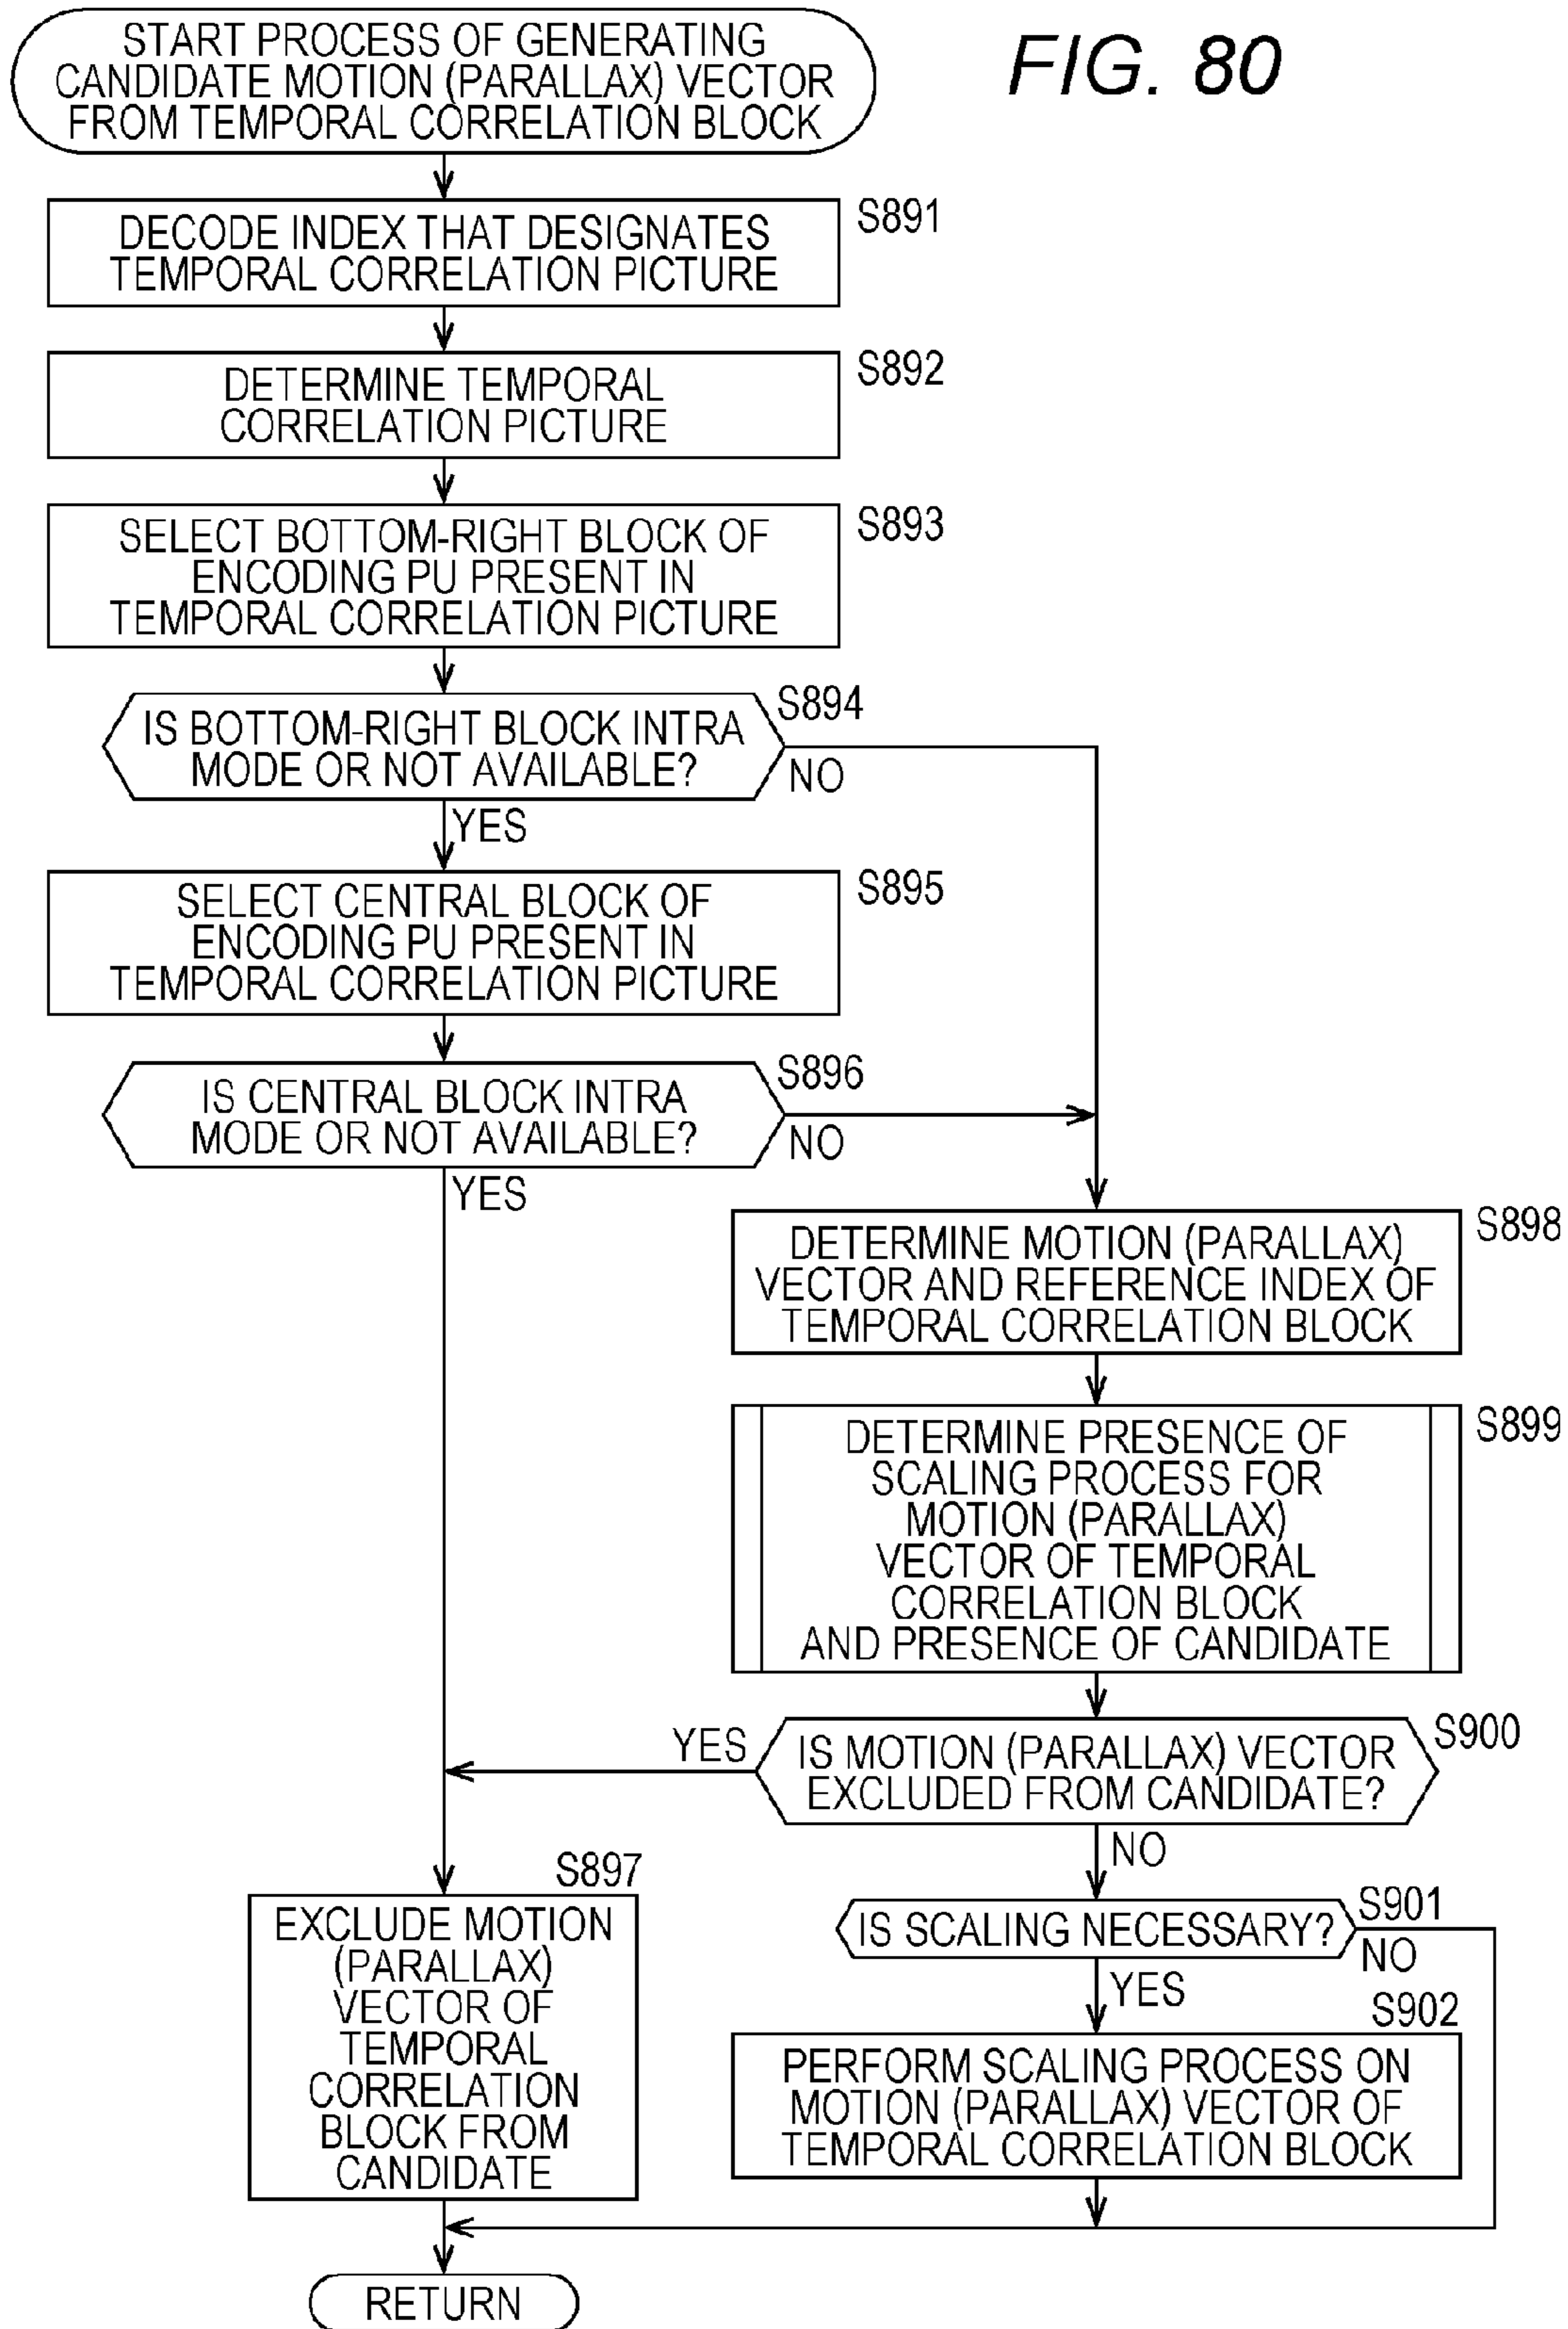 FIG. 80
START PROCESS OF GENERATING
CANDIDATE MOTION (PARALLAX) VECTOR
FROM TEMPORAL CORRELATION BLOCK
S891
DECODE INDEX THAT DESIGNATES
TEMPORAL CORRELATION PICTURE
S892
DETERMINE TEMPORAL
CORRELATION PICTURE
S893
SELECT BOTTOM-RIGHT BLOCK OF
ENCODING PU PRESENT IN
TEMPORAL CORRELATION PICTURE
S894
IS BOTTOM-RIGHT BLOCK INTRA
MODE OR NOT AVAILABLE?
NO
YES
S895
SELECT CENTRAL BLOCK OF
ENCODING PU PRESENT IN
TEMPORAL CORRELATION PICTURE
S896
IS CENTRAL BLOCK INTRA
MODE OR NOT AVAILABLE?
NO
YES
S898
DETERMINE MOTION (PARALLAX)
VECTOR AND REFERENCE INDEX OF
TEMPORAL CORRELATION BLOCK
S899
DETERMINE PRESENCE OF
SCALING PROCESS FOR
MOTION (PARALLAX)
VECTOR OF TEMPORAL
CORRELATION BLOCK
AND PRESENCE OF CANDIDATE
S900
YES
IS MOTION (PARALLAX) VECTOR
EXCLUDED FROM CANDIDATE?
NO
S897
EXCLUDE MOTION
(PARALLAX)
VECTOR OF
TEMPORAL
CORRELATION
BLOCK FROM
CANDIDATE
S901
IS SCALING NECESSARY?
NO
YES
S902
PERFORM SCALING PROCESS ON
MOTION (PARALLAX) VECTOR OF
TEMPORAL CORRELATION BLOCK
RETURN